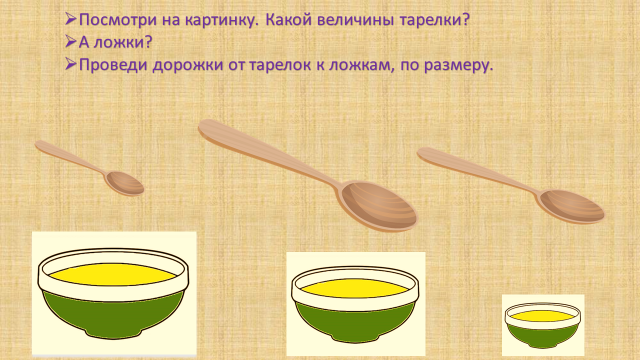 ➢Посмотри на картинку. Какой величины тарелки?
➢А ложки?
➢Проведи дорожки от тарелок к ложкам, по размеру.